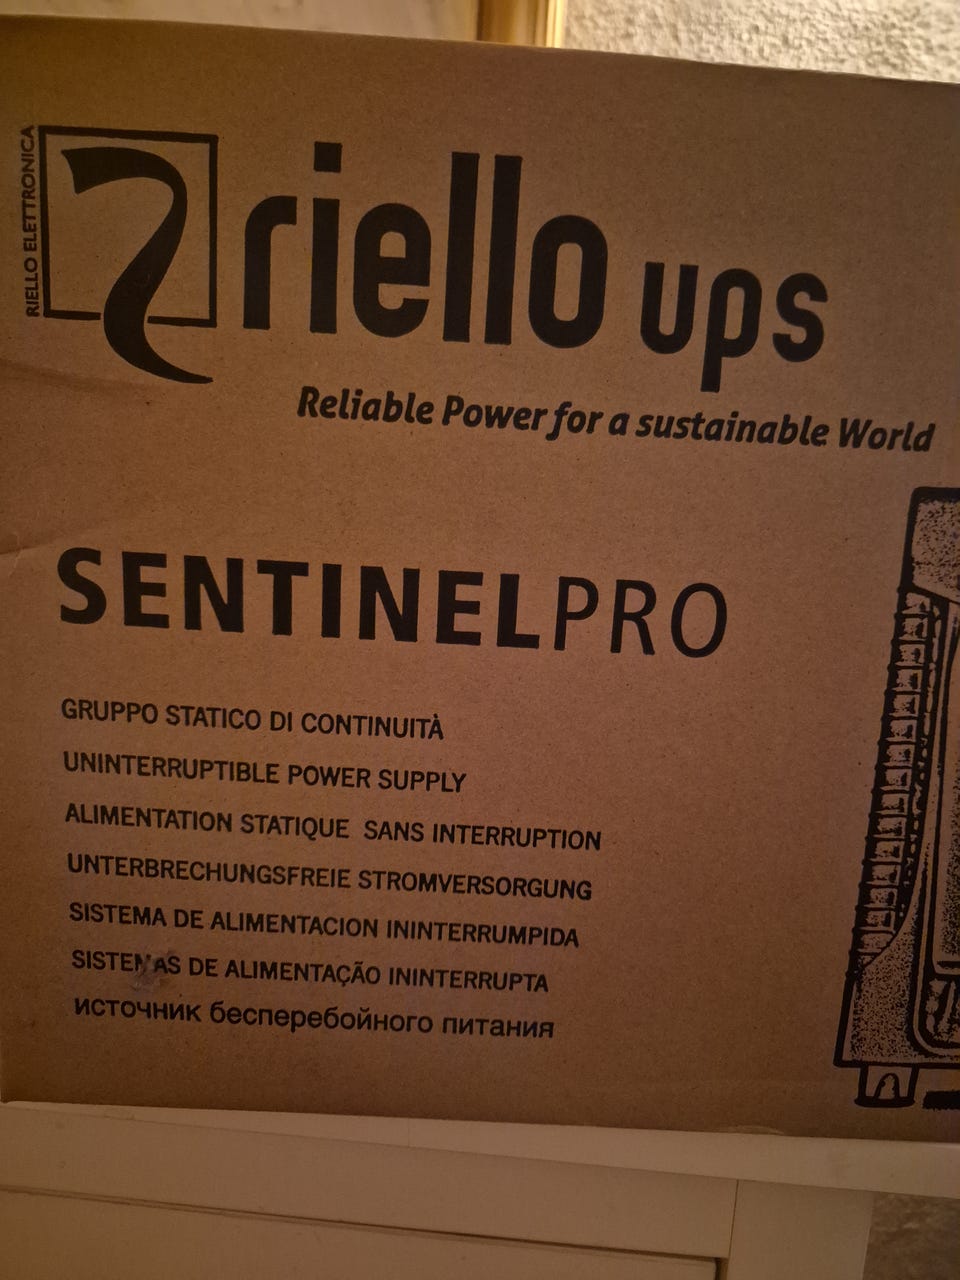 RIELLO ELETTRONICA
riello ups
Reliable Power for a sustainable World
SENTINELPRO
GRUPPO STATICO DI CONTINUITÀ
UNINTERRUPTIBLE POWER SUPPLY
ALIMENTATION STATIQUE SANS INTERRUPTION
UNTERBRECHUNGSFREIE STROMVERSORGUNG
SISTEMA DE ALIMENTACION ININTERRUMPIDA
SISTEMAS DE ALIMENTAÇÃO ININTERRUPTA
источник бесперебойного питания